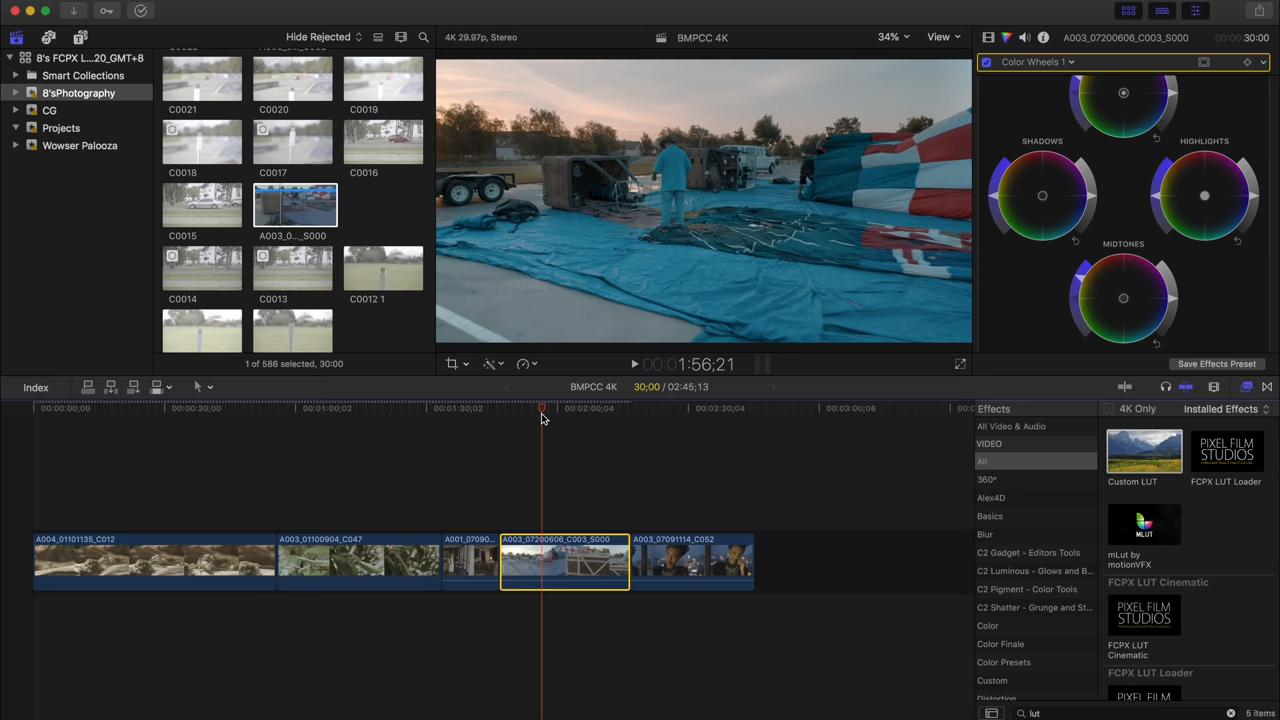 Hide Rejected
4K 29.97p, Stereo
BMPCC 4K
34%
View
A003_07200606_C003_S000
00:00:30:00
8's FCPX L...20_GMT+8
Smart Collections
8'sPhotography
CG
Projects
Wowser Palooza
C0021
C0020
C0019
C0018
C0017
C0016
C0015
A003_0..._S000
C0014
C0013
C0012 1
1 of 586 selected, 30:00
00:00:01:56;21
Color Wheels 1
SHADOWS
HIGHLIGHTS
MIDTONES
Save Effects Preset
Index
BMPCC 4K
30;00 / 02:45;13
00:00:00;00
00:00:30;00
00:01:00;02
00:01:30;02
00:02:00;04
00:02:30;04
00:03:00;06
00:0
A004_01101135_C012
A003_01100904_C047
A001_07090...
A003_07200606_C003_S000
A003_07091114_C052
Effects
4K Only
Installed Effects
All Video & Audio
VIDEO
All
360°
Alex4D
Basics
Blur
C2 Gadget - Editors Tools
C2 Luminous - Glows and B...
C2 Pigment - Color Tools
C2 Shatter - Grunge and St...
Color
Color Finale
Color Presets
Custom
Distortion
PIXEL FILM
STUDIOS
Custom LUT
FCPX LUT Loader
MLUT
mLut by
motionVFX
FCPX LUT Cinematic
PIXEL FILM
STUDIOS
FCPX LUT
Cinematic
FCPX LUT Loader
PIXEL FILM
lut
5 items